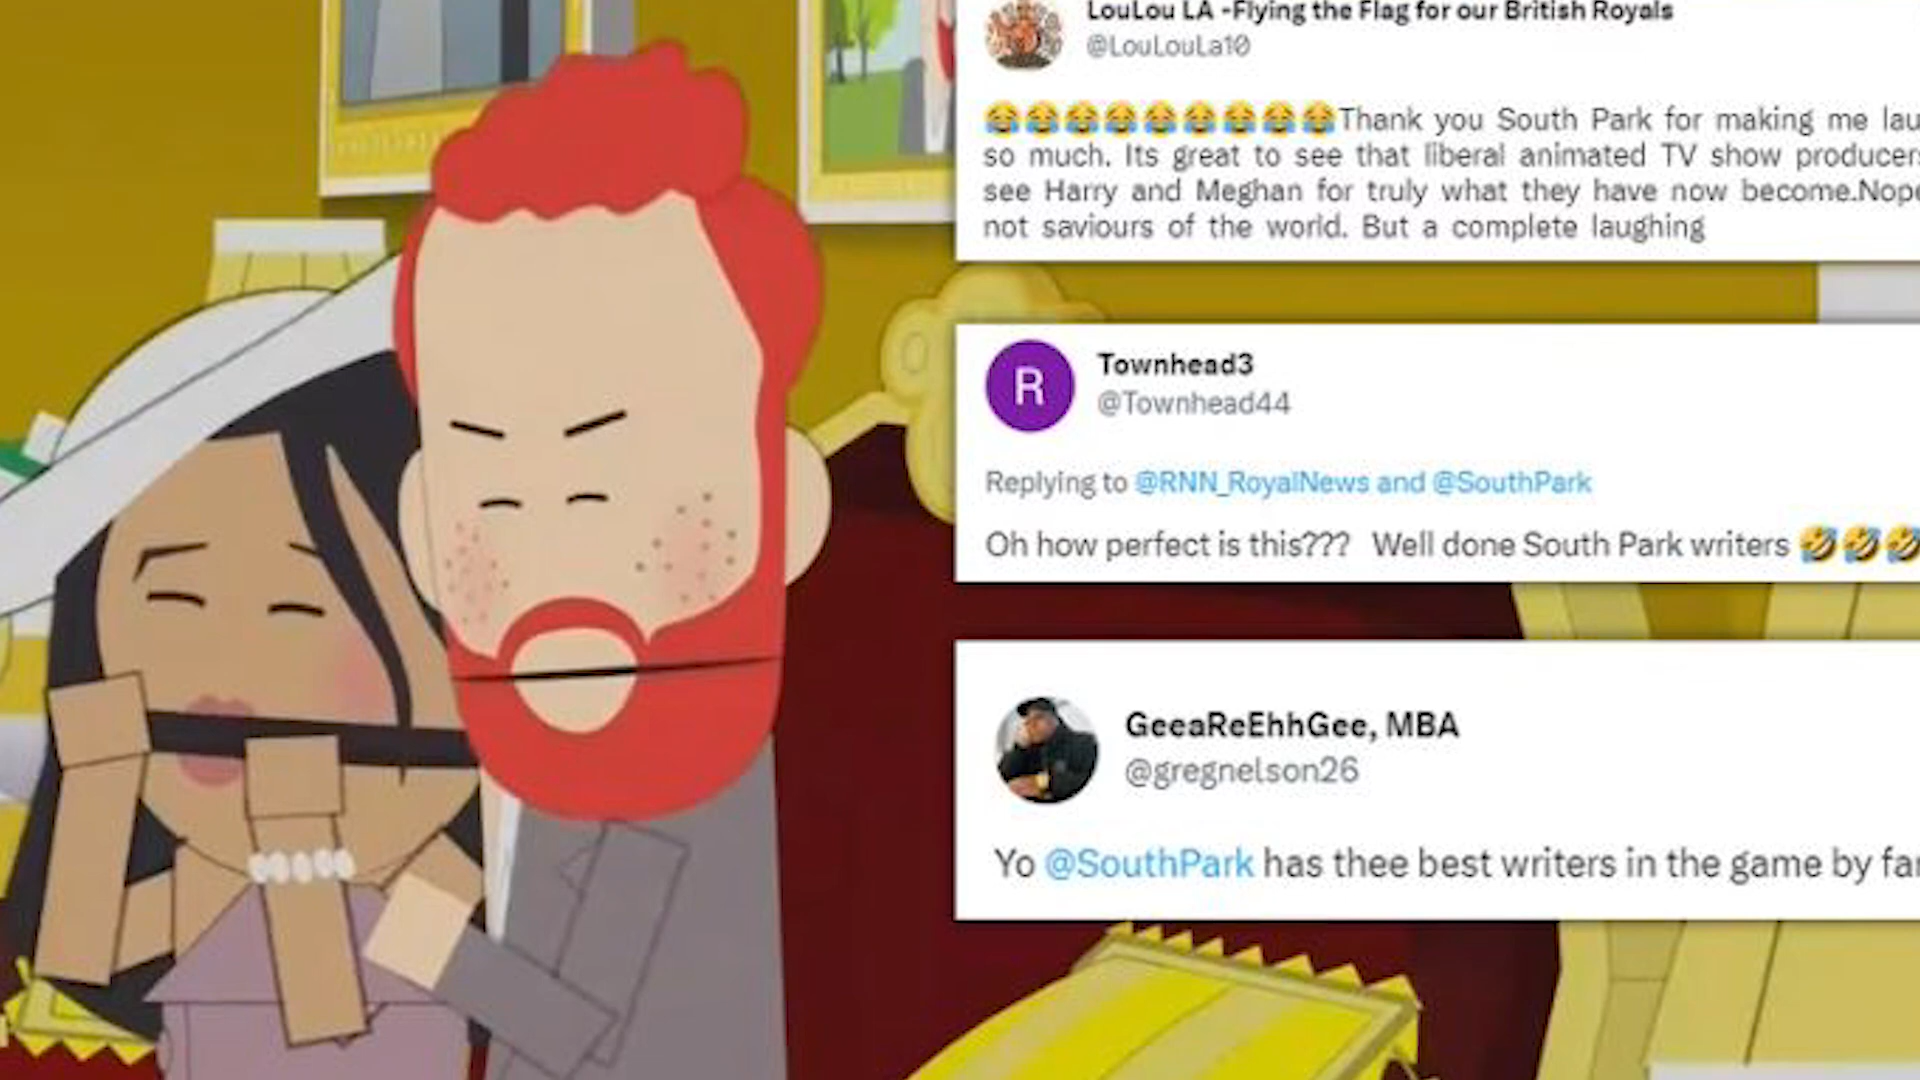 LouLou LA -Flying the Flag for our British Royals
@LouLouLa10
😂😂😂😂😂😂😂😂😂Thank you South Park for making me lau
so much. Its great to see that liberal animated TV show producers
see Harry and Meghan for truly what they have now become.Nope
not saviours of the world. But a complete laughing
R
Townhead3
@Townhead44
Replying to @RNN_RoyalNews and @SouthPark
Oh how perfect is this??? Well done South Park writers 🤣🤣🤣
GeeaReEhhGee, MBA
@gregnelson26
Yo @SouthPark has thee best writers in the game by far